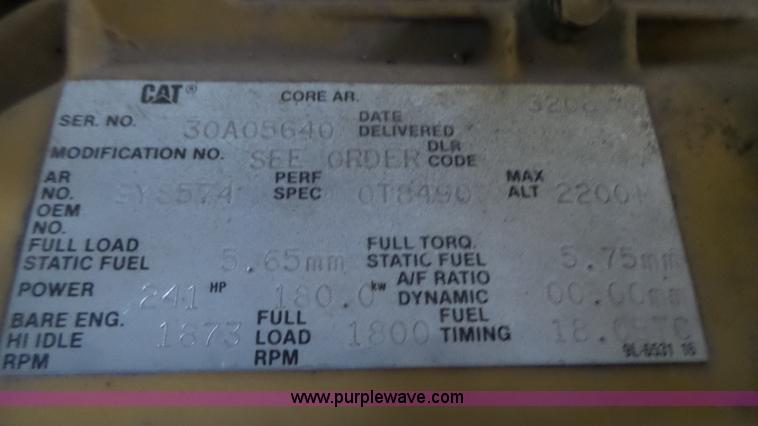 CAT® CORE AR.
SER. NO. 30A05640 DATE DELIVERED
MODIFICATION NO. SEE ORDER DLR CODE
AR NO. PERF SPEC 0T8490 MAX ALT 2200
OEM NO.
FULL LOAD STATIC FUEL 5.65mm FULL TORQ. STATIC FUEL 5.75mm
POWER 241 HP 180.0 kw A/F RATIO DYNAMIC 00.00mm
BARE ENG. HI IDLE RPM 1873 FULL LOAD RPM 1800 FUEL TIMING
9L-6531 16
www.purplewave.com